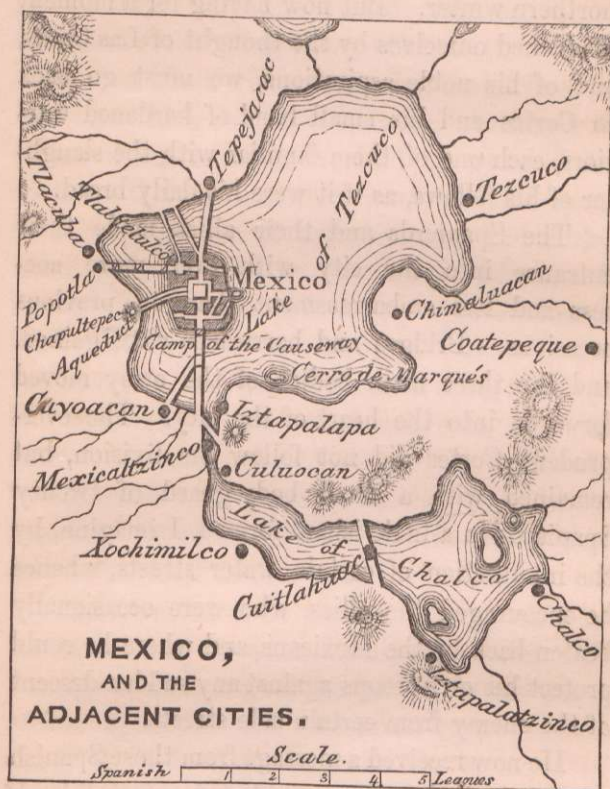 Tepejacac
Tlacuba
Tlaltelulco
Tezcuco
Lake of Tezcuco
Popotla
Mexico
Chapultepec
Aqueduct
Chimaluacan
Camp of the Causeway
Coatepeque
Cerro de Marqués
Cuyoacan
Iztapalapa
Mexicaltzinco
Culuocan
Xochimilco
Lake of Chalco
Cuitlahuac
Chalco
Iztapalatzinco
MEXICO,
AND THE
ADJACENT CITIES.
Scale.
Spanish 1 2 3 4 5 Leagues